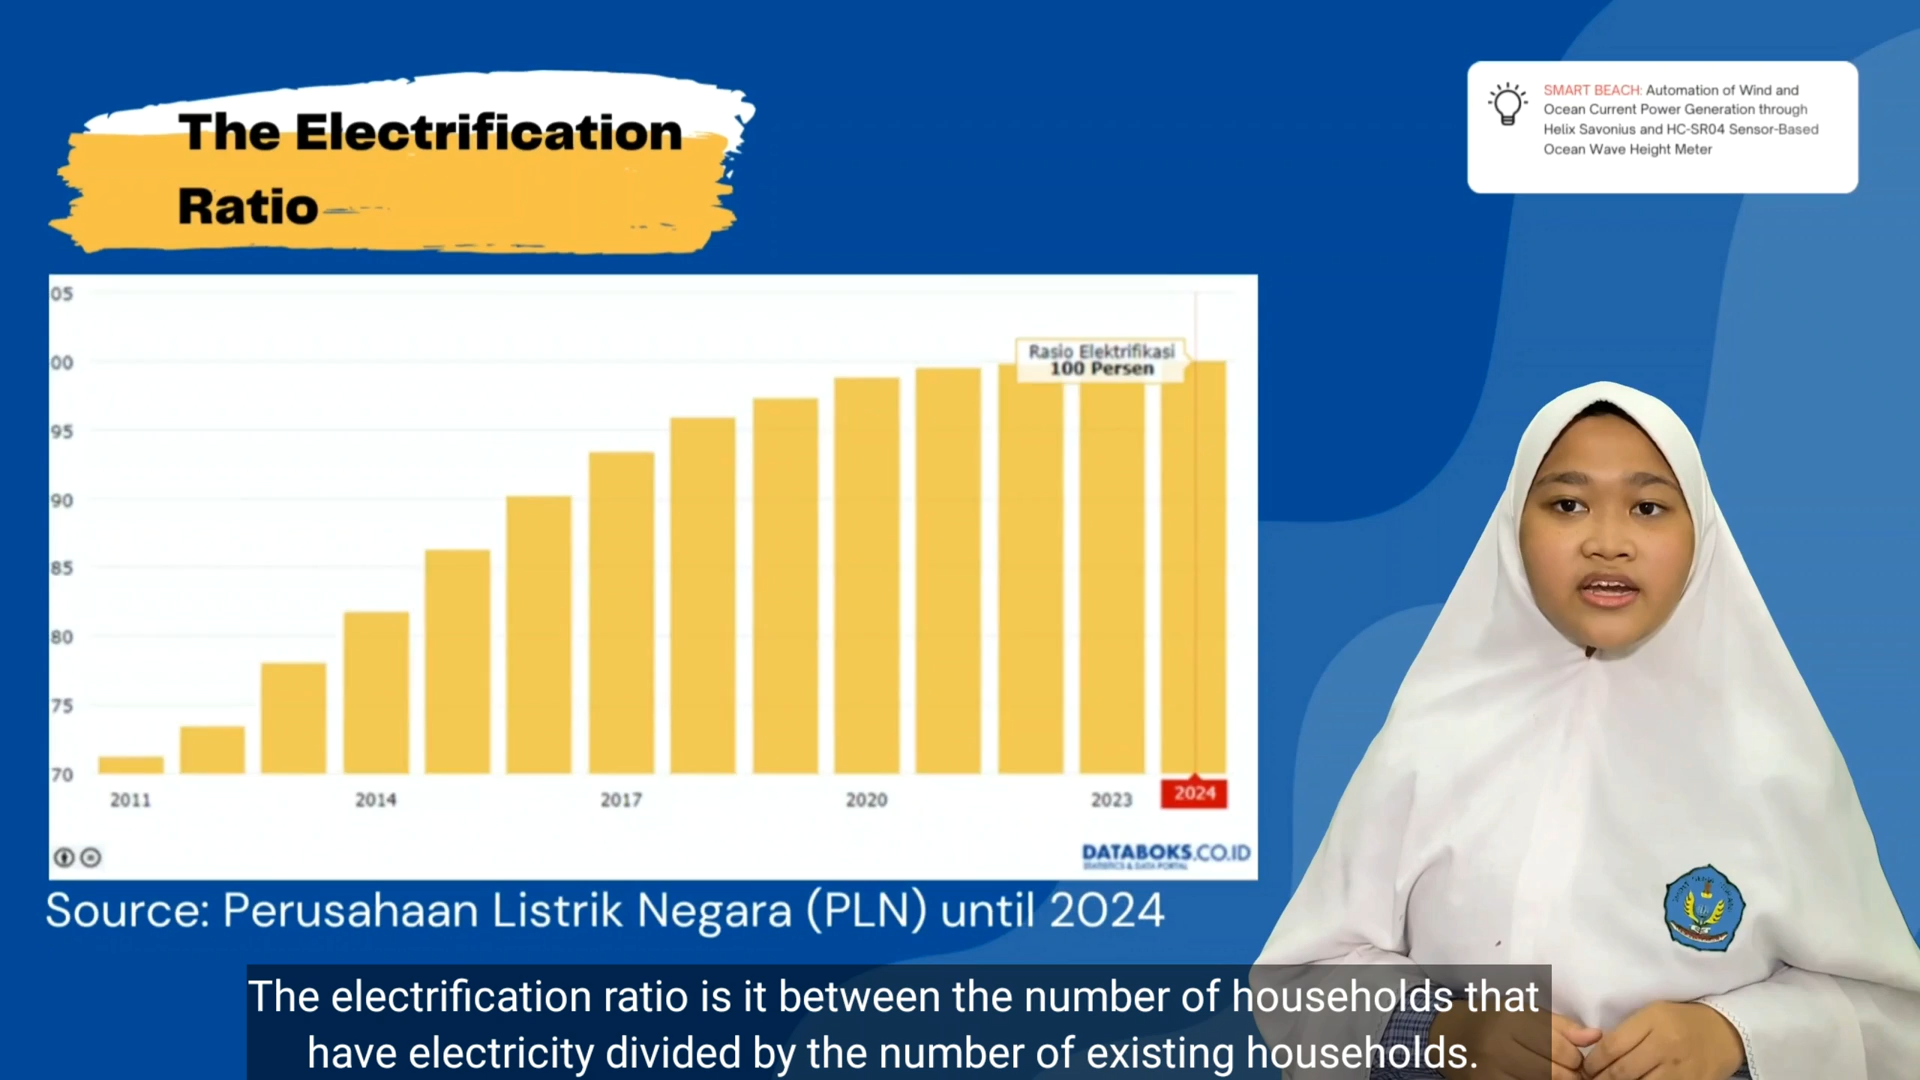 The Electrification
Ratio
SMART BEACH: Automation of Wind and
Ocean Current Power Generation through
Helix Savonius and HC-SR04 Sensor-Based
Ocean Wave Height Meter
05
00
95
90
85
80
75
70
Rasio Elektrifikasi
100 Persen
2011
2014
2017
2020
2023
2024
DATABOKS.CO.ID
STATISTICS & DATA PORTAL
Source: Perusahaan Listrik Negara (PLN) until 2024
The electrification ratio is it between the number of households that
have electricity divided by the number of existing households.